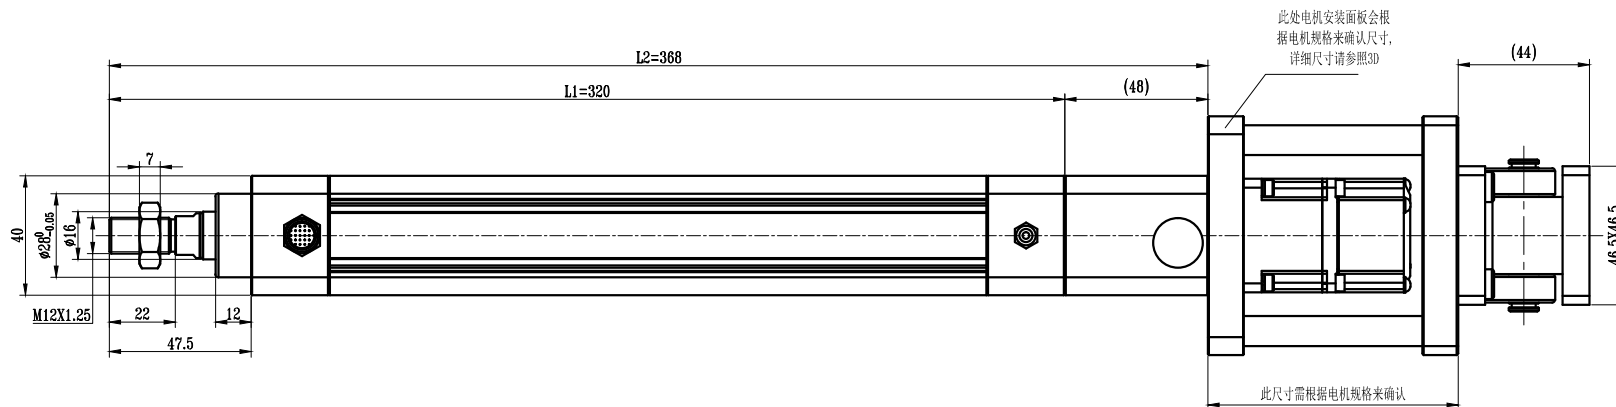 此处电机安装面板会根
据电机规格来确认尺寸,
详细尺寸请参照3D
L2=368
(44)
L1=320
(48)
7
40
ø28 0 -0.05
ø16
46.5X46.5
M12X1.25
22
12
47.5
此尺寸需根据电机规格来确认